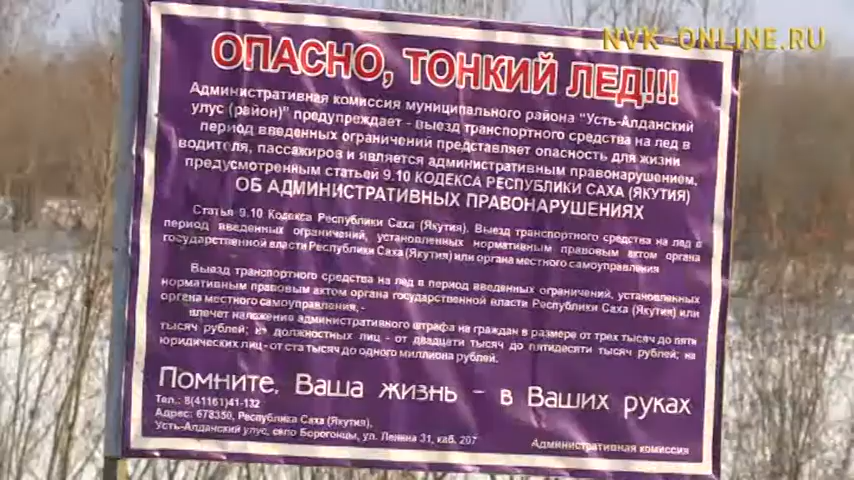 NVK-ONLINE.RU
ОПАСНО, ТОНКИЙ ЛЕД!!!
Административная комиссия муниципального района "Усть-Алданский
улус (район)" предупреждает - выезд транспортного средства на лед в
период введенных ограничений представляет опасность для жизни
водителя, пассажиров и является административным правонарушением,
предусмотренным статьей 9.10 КОДЕКСА РЕСПУБЛИКИ САХА (ЯКУТИЯ)
ОБ АДМИНИСТРАТИВНЫХ ПРАВОНАРУШЕНИЯХ
Статья 9.10 Кодекса Республики Саха (Якутия). Выезд транспортного средства на лед в
период введенных ограничений, установленных нормативным правовым актом органа
государственной власти Республики Саха (Якутия) или органа местного самоуправления
Выезд транспортного средства на лед в период введенных ограничений, установленных
нормативным правовым актом органа государственной власти Республики Саха (Якутия) или
органа местного самоуправления, -
влечет наложение административного штрафа на граждан в размере от трех тысяч до пяти
тысяч рублей; на должностных лиц - от двадцати тысяч до пятидесяти тысяч рублей; на
юридических лиц - от ста тысяч до одного миллиона рублей.
Помните, Ваша жизнь - в Ваших руках
Тел.: 8(41161)41-132
Адрес: 678350, Республика Саха (Якутия),
Усть-Алданский улус, село Борогонцы, ул. Ленина 31, каб. 207
Административная комиссия